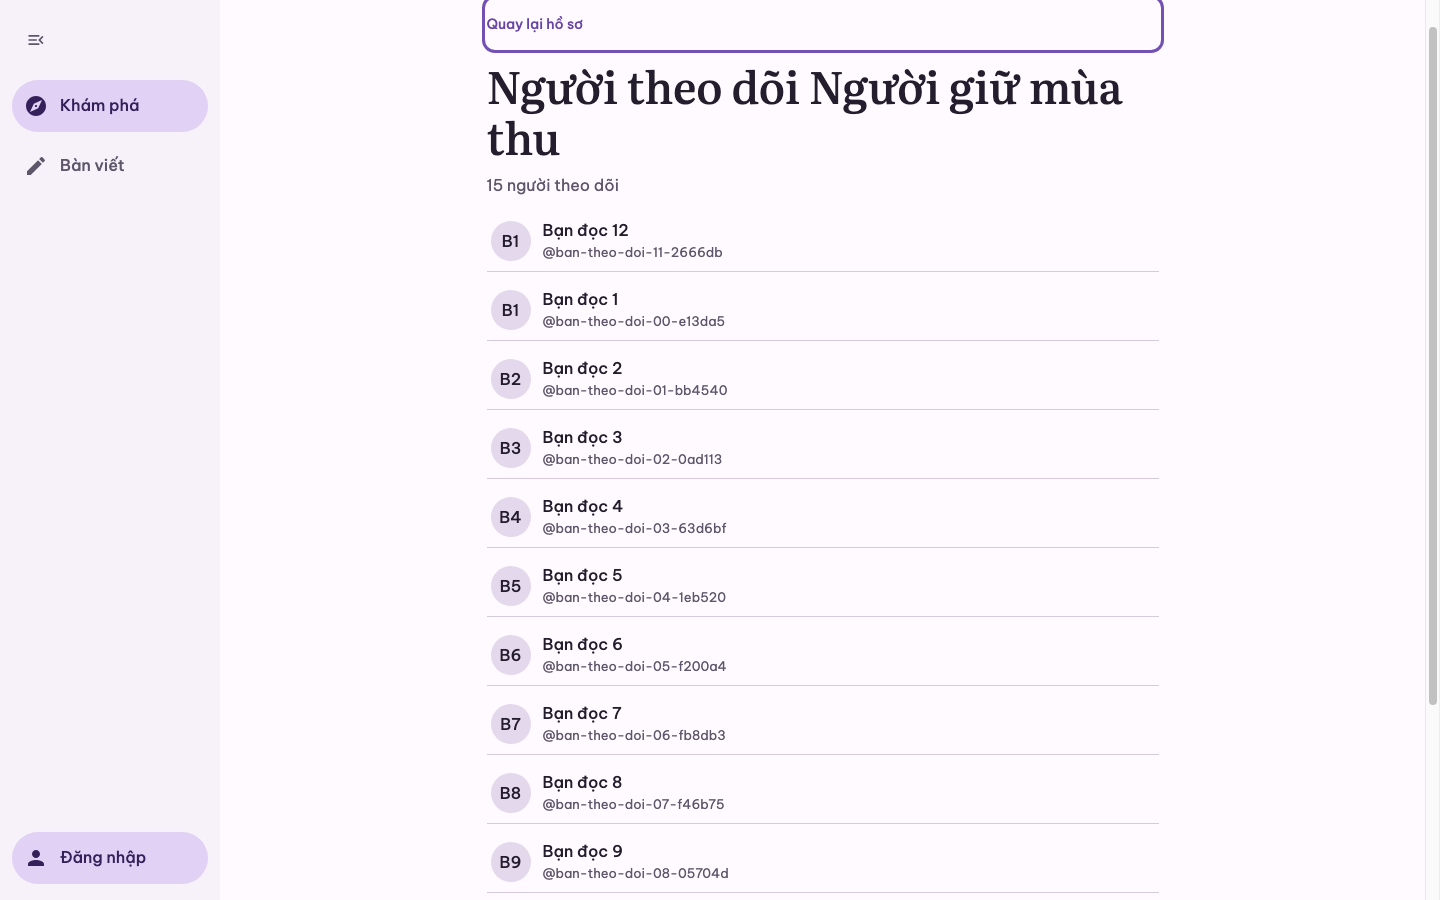 Khám phá
Bàn viết
Đăng nhập
Quay lại hồ sơ
Người theo dõi Người giữ mùa
thu
15 người theo dõi
B1
Bạn đọc 12
@ban-theo-doi-11-2666db
B1
Bạn đọc 1
@ban-theo-doi-00-e13da5
B2
Bạn đọc 2
@ban-theo-doi-01-bb4540
B3
Bạn đọc 3
@ban-theo-doi-02-0ad113
B4
Bạn đọc 4
@ban-theo-doi-03-63d6bf
B5
Bạn đọc 5
@ban-theo-doi-04-1eb520
B6
Bạn đọc 6
@ban-theo-doi-05-f200a4
B7
Bạn đọc 7
@ban-theo-doi-06-fb8db3
B8
Bạn đọc 8
@ban-theo-doi-07-f46b75
B9
Bạn đọc 9
@ban-theo-doi-08-05704d